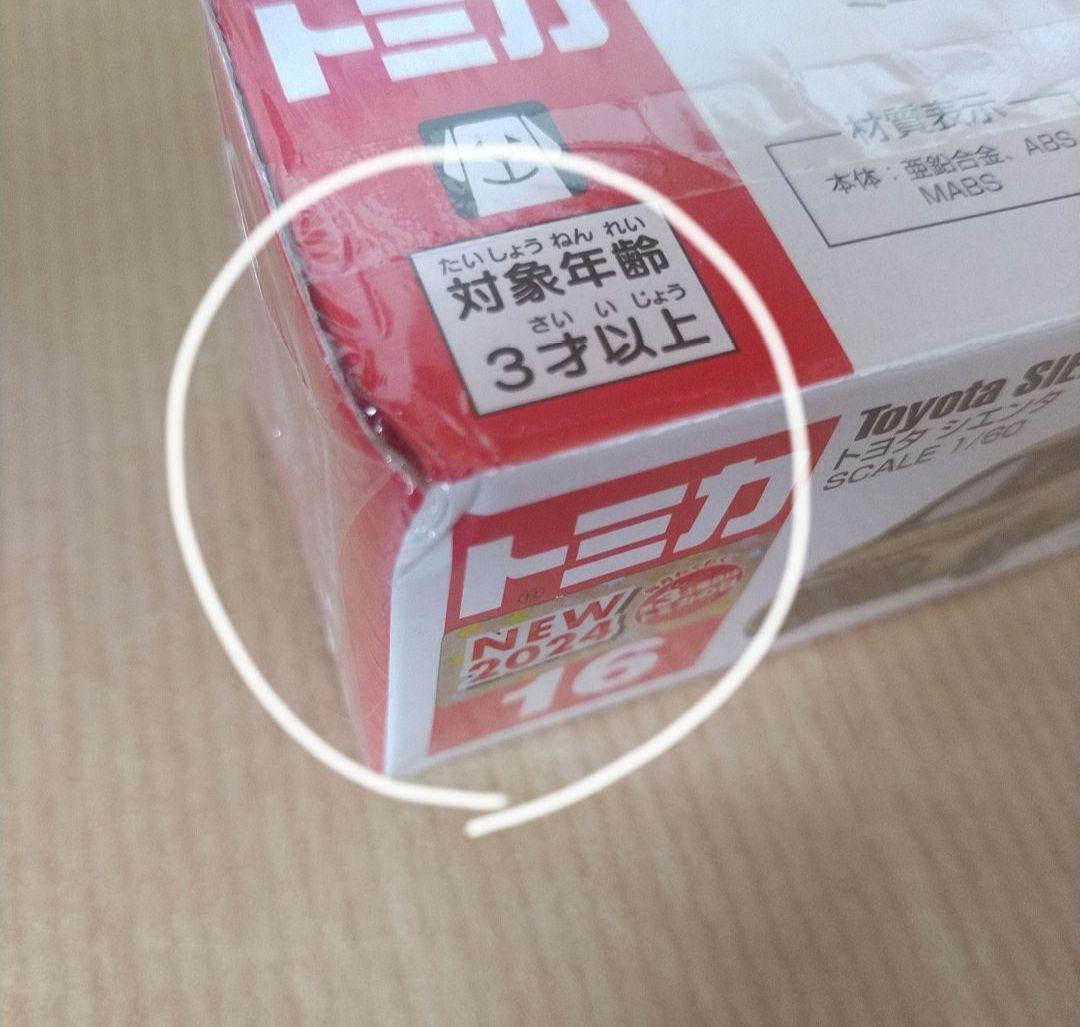 トミカ
材質表示
本体：亜鉛合金、ABS
MABS
たいしょうねんれい
対象年齢
さいいじょう
3才以上
Toyota SIE
トヨタ シエンタ
SCALE 1/60
トミカ
®
NEW
2024
16